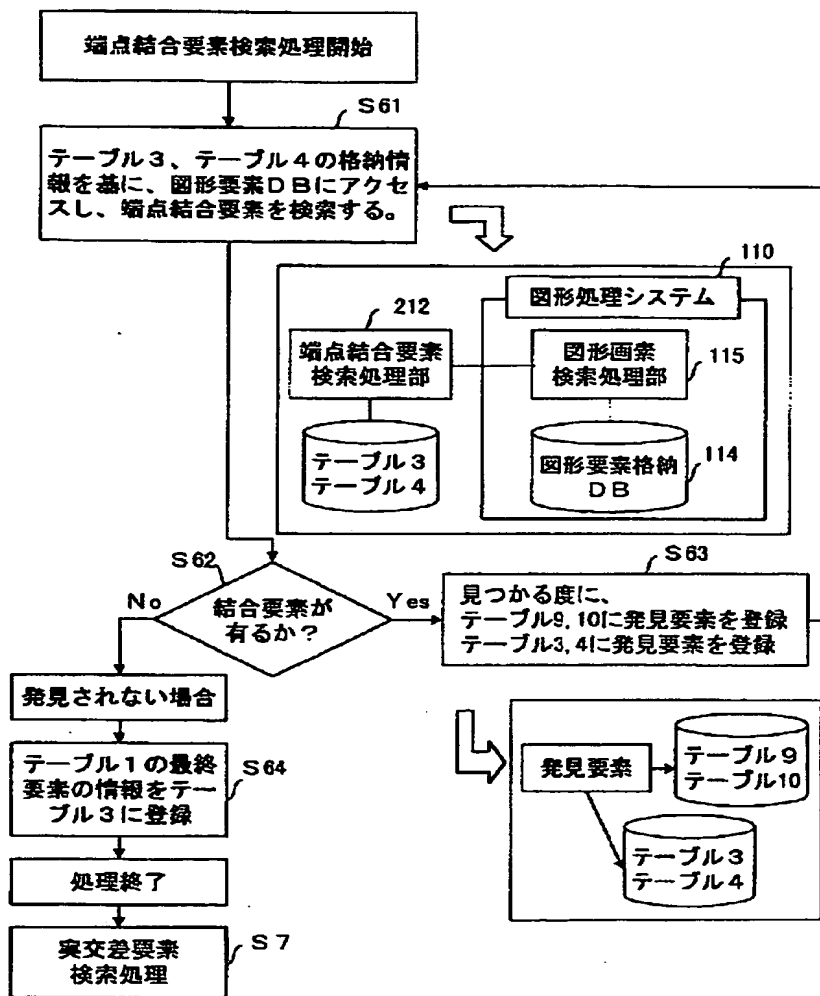 端点結合要素検索処理開始
S61
テーブル3、テーブル4の格納情
報を基に、図形要素DBにアクセ
スし、端点結合要素を検索する。
110
図形処理システム
212
端点結合要素
検索処理部
図形画素
検索処理部
115
テーブル3
テーブル4
図形要素格納
DB
114
S62
結合要素が
有るか?
No
Yes
S63
見つかる度に、
テーブル9,10に発見要素を登録
テーブル3,4に発見要素を登録
発見されない場合
テーブル1の最終
要素の情報をテー
ブル3に登録
S64
発見要素
テーブル9
テーブル10
テーブル3
テーブル4
処理終了
実交差要素
検索処理
S7